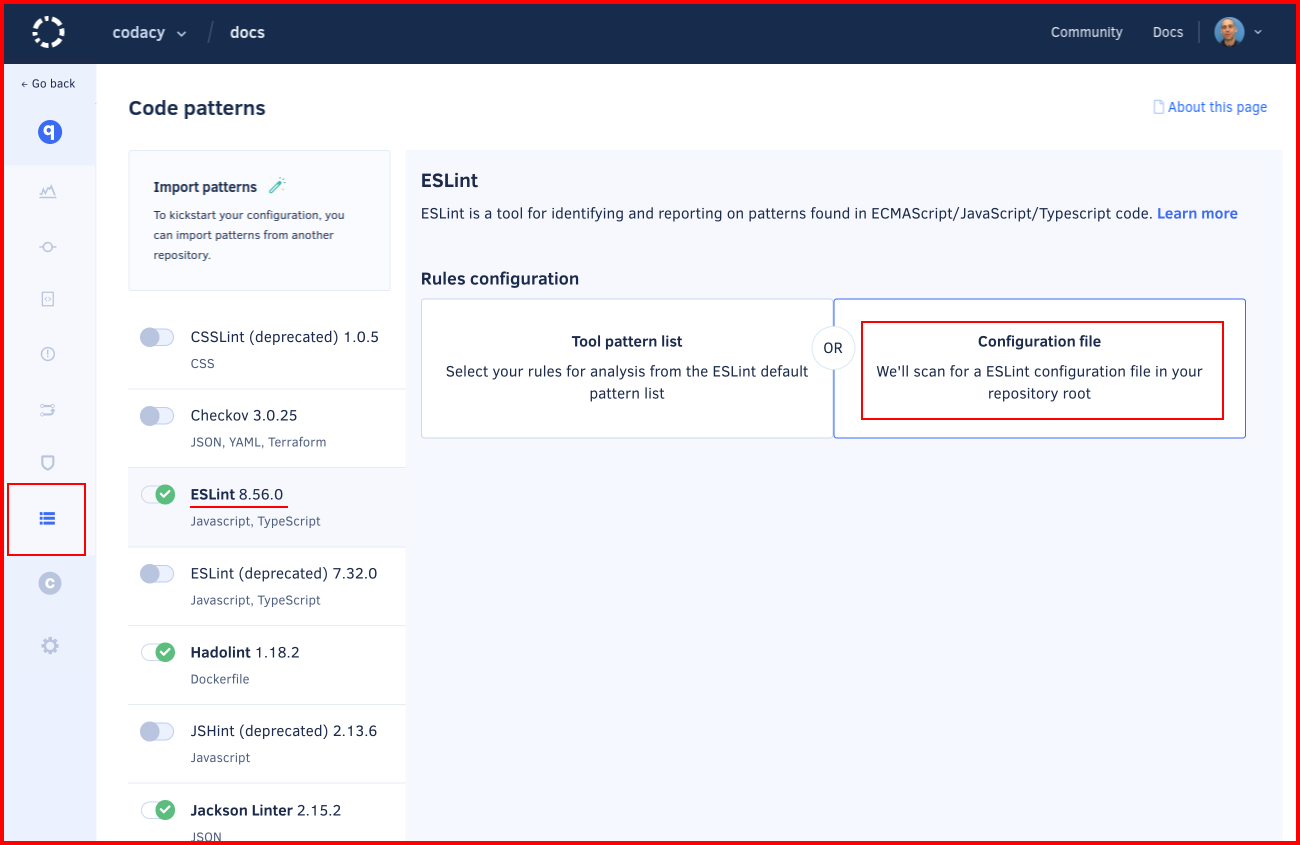 codacy / docs
Community
Docs
← Go back
q
Code patterns
About this page
Import patterns
To kickstart your configuration, you
can import patterns from another
repository.
CSSLint (deprecated) 1.0.5
CSS
Checkov 3.0.25
JSON, YAML, Terraform
ESLint 8.56.0
Javascript, TypeScript
ESLint (deprecated) 7.32.0
Javascript, TypeScript
Hadolint 1.18.2
Dockerfile
JSHint (deprecated) 2.13.6
Javascript
Jackson Linter 2.15.2
JSON
C
ESLint
ESLint is a tool for identifying and reporting on patterns found in ECMAScript/JavaScript/Typescript code. Learn more
Rules configuration
Tool pattern list
Select your rules for analysis from the ESLint default
pattern list
OR
Configuration file
We'll scan for a ESLint configuration file in your
repository root